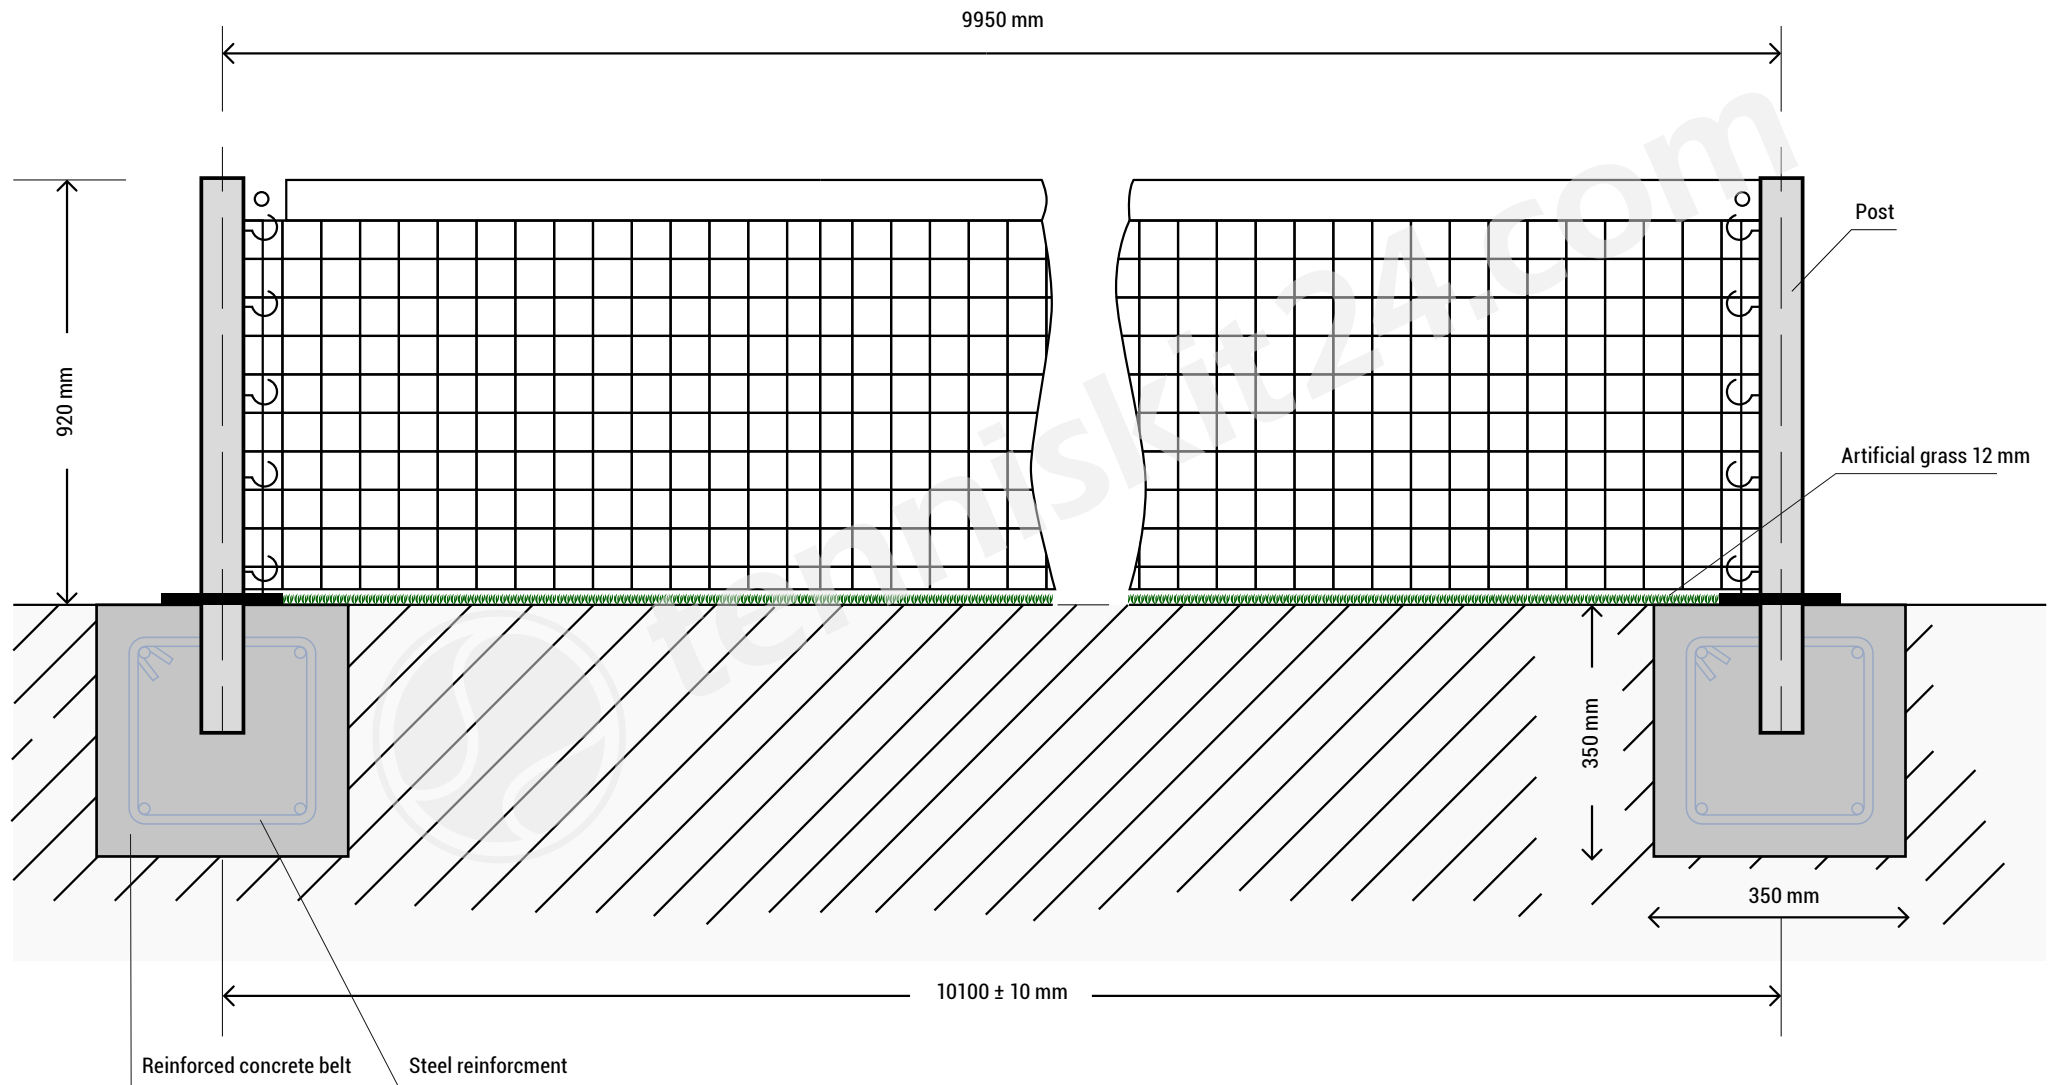 9950 mm
Post
920 mm
Artificial grass 12 mm
350 mm
350 mm
10100 ± 10 mm
Reinforced concrete belt
Steel reinforcment
tenniskit24.com